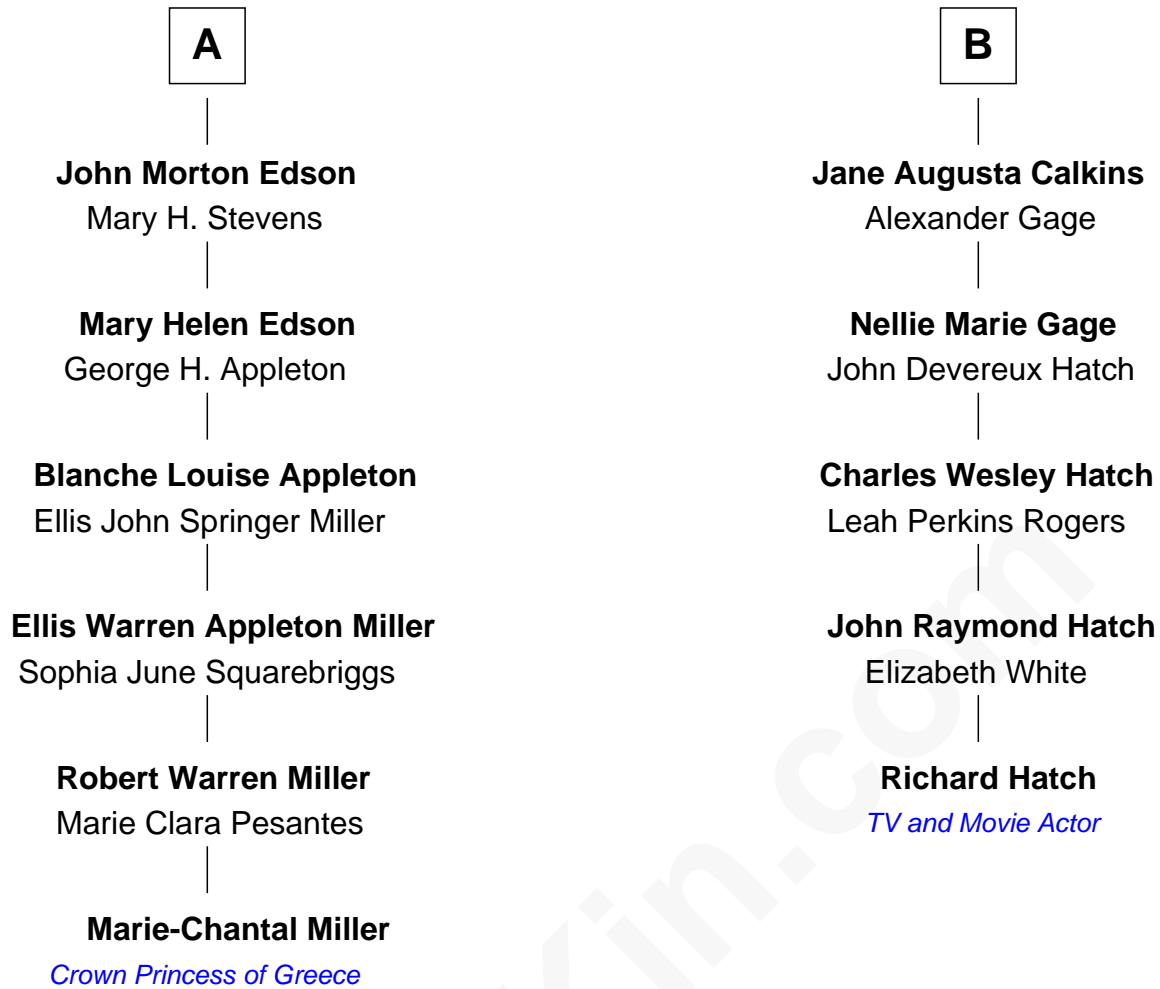 A
John Morton Edson
Mary H. Stevens
Mary Helen Edson
George H. Appleton
Blanche Louise Appleton
Ellis John Springer Miller
Ellis Warren Appleton Miller
Sophia June Squarebriggs
Robert Warren Miller
Marie Clara Pesantes
Marie-Chantal Miller
Crown Princess of Greece
B
Jane Augusta Calkins
Alexander Gage
Nellie Marie Gage
John Devereux Hatch
Charles Wesley Hatch
Leah Perkins Rogers
John Raymond Hatch
Elizabeth White
Richard Hatch
TV and Movie Actor
Kin.com